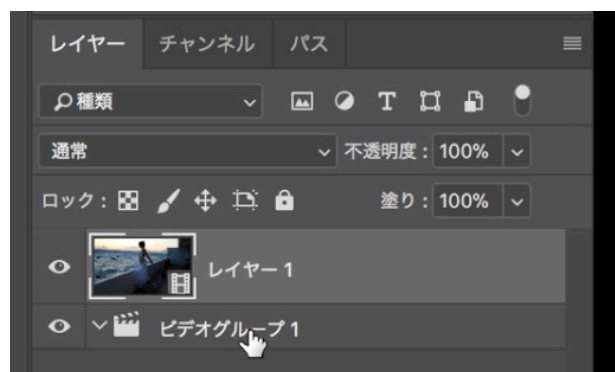 レイヤー チャンネル パス
種類
通常 不透明度： 100%
ロック： 塗り： 100%
レイヤー 1
ビデオグループ 1